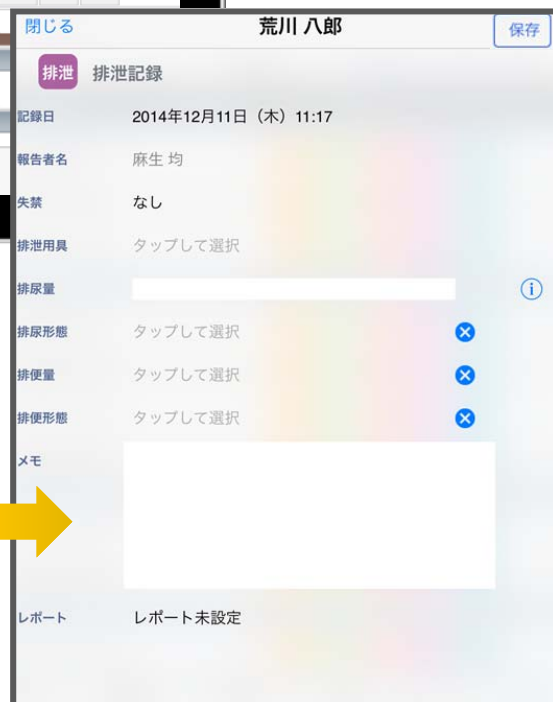 閉じる 荒川 八郎 保存
排泄 排泄記録
記録日 2014年12月11日（木）11:17
報告者名 麻生 均
失禁 なし
排泄用具 タップして選択
排尿量
排尿形態 タップして選択
排便量 タップして選択
排便形態 タップして選択
メモ
レポート レポート未設定